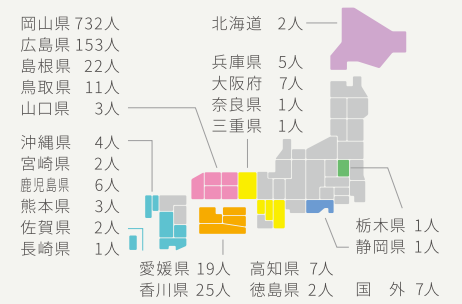 岡山県 732人
広島県 153人
島根県 22人
鳥取県 11人
山口県 3人
沖縄県 4人
宮崎県 2人
鹿児島県 6人
熊本県 3人
佐賀県 2人
長崎県 1人
北海道 2人
兵庫県 5人
大阪府 7人
奈良県 1人
三重県 1人
栃木県 1人
静岡県 1人
愛媛県 19人 高知県 7人
香川県 25人 徳島県 2人 国 外 7人